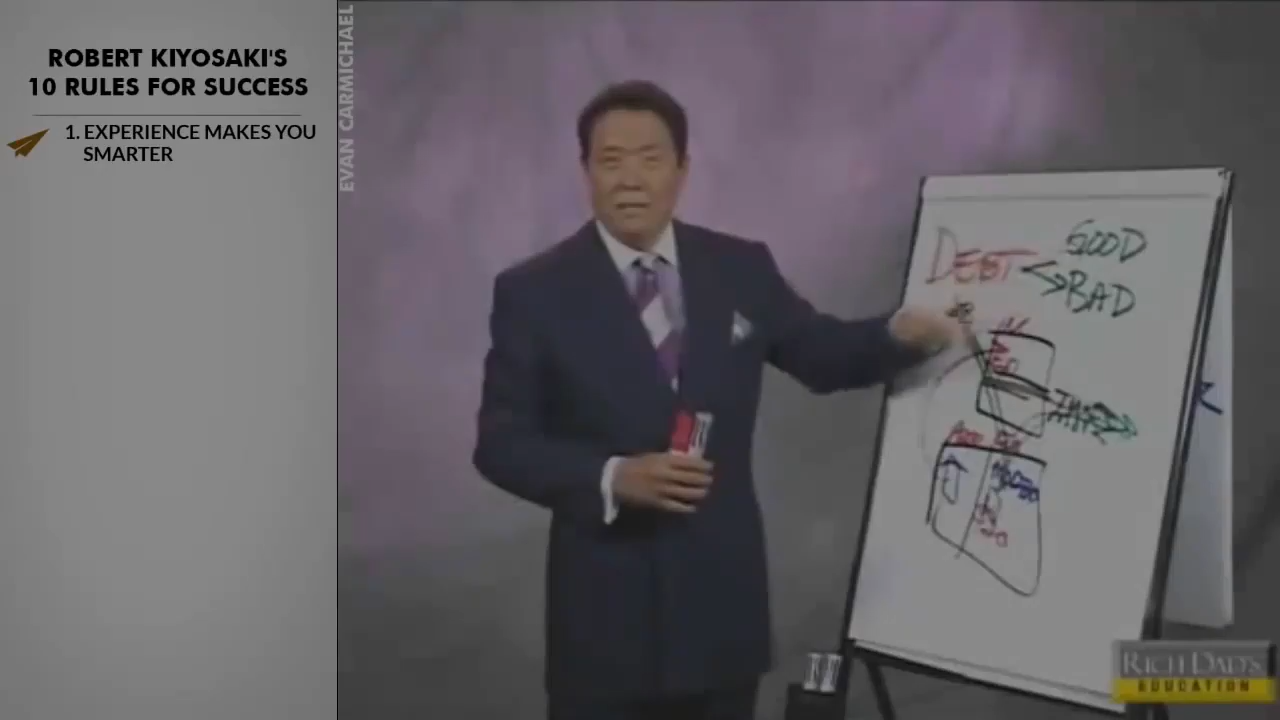 ROBERT KIYOSAKI'S
10 RULES FOR SUCCESS
1. EXPERIENCE MAKES YOU
SMARTER
EVAN CARMICHAEL
DEBT
GOOD
BAD
RICH DAD'S
EDUCATION